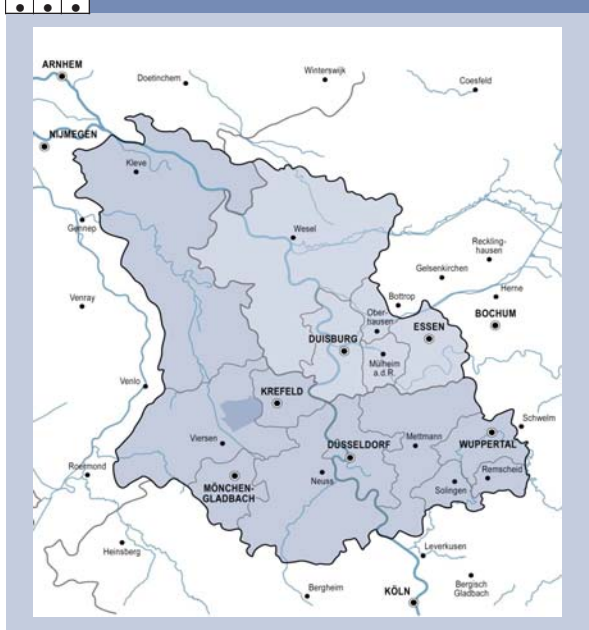 ARNHEM
Doetinchem
Winterswijk
Coesfeld
NIJMEGEN
Kleve
Gennep
Wesel
Reckling-
hausen
Gelsenkirchen
Herne
Venray
Bottrop
Ober-
hausen
ESSEN
BOCHUM
DUISBURG
Mülheim
a.d.R.
Venlo
KREFELD
Schwelm
Viersen
DÜSSELDORF
Mettmann
WUPPERTAL
Roermond
MÖNCHEN-
GLADBACH
Neuss
Solingen
Remscheid
Heinsberg
Leverkusen
Bergheim
KÖLN
Bergisch
Gladbach